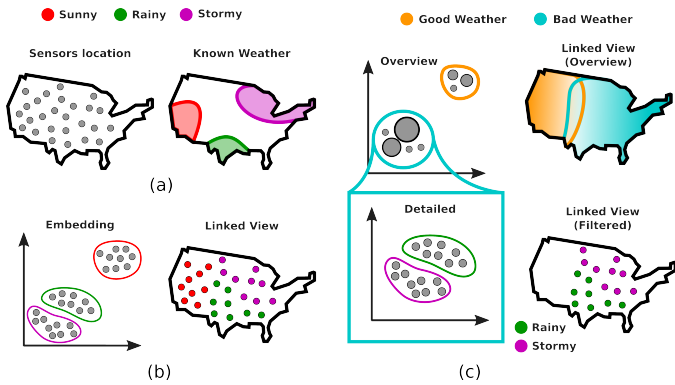 Sunny Rainy Stormy
Sensors location Known Weather
(a)
Embedding Linked View
(b)
Good Weather Bad Weather
Overview
Linked View
(Overview)
Detailed
Linked View
(Filtered)
Rainy
Stormy
(c)